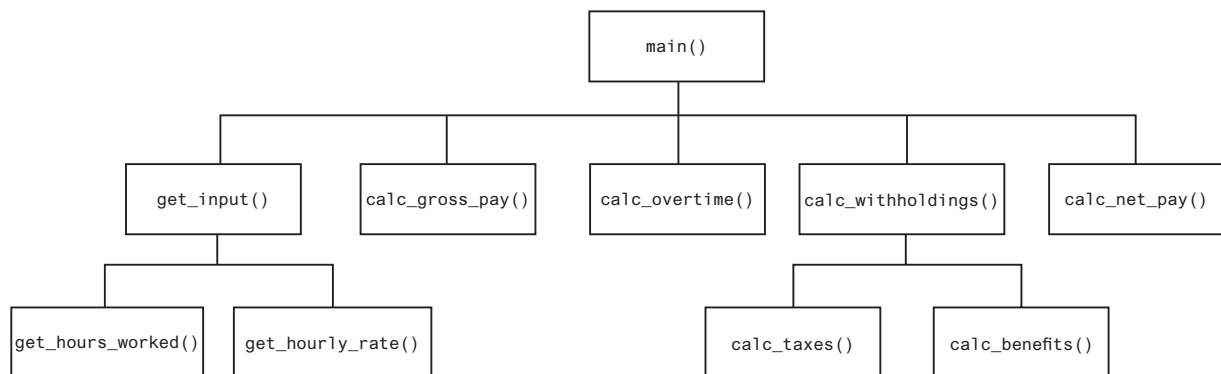 main()
get_input()
calc_gross_pay()
calc_overtime()
calc_withholdings()
calc_net_pay()
get_hours_worked()
get_hourly_rate()
calc_taxes()
calc_benefits()